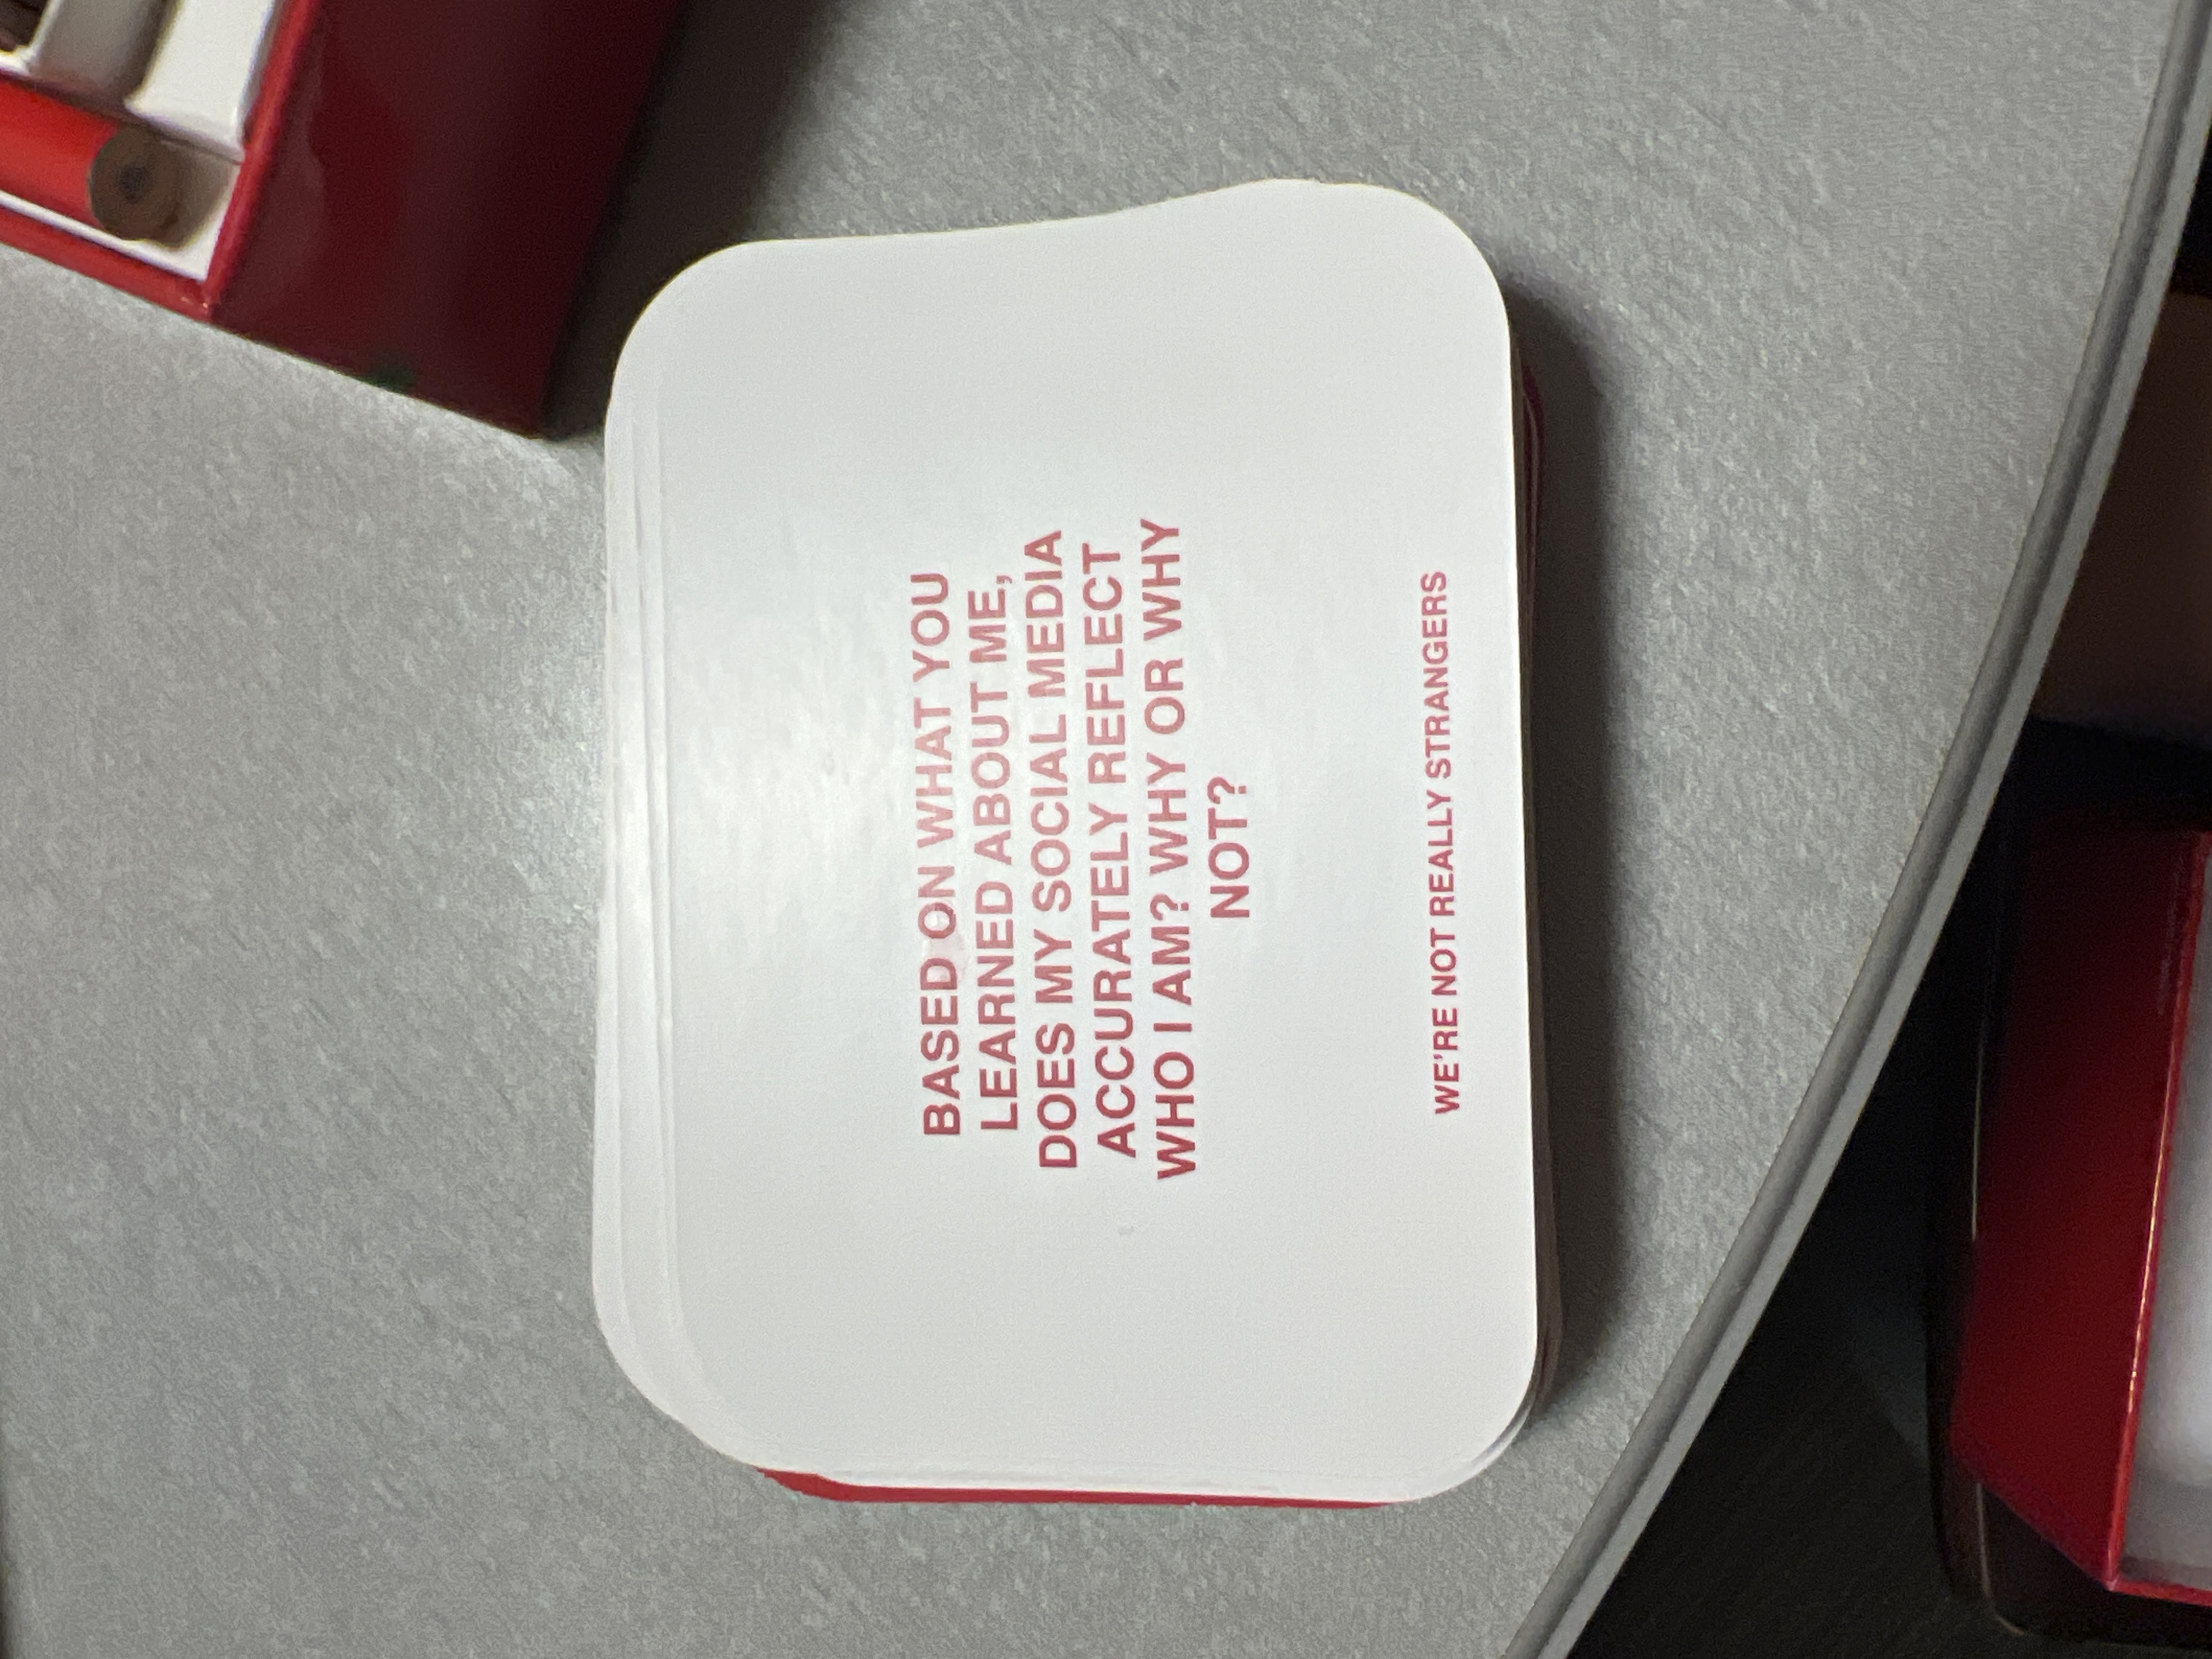 BASED ON WHAT YOU
LEARNED ABOUT ME,
DOES MY SOCIAL MEDIA
ACCURATELY REFLECT
WHO I AM? WHY OR WHY
NOT?
WE'RE NOT REALLY STRANGERS